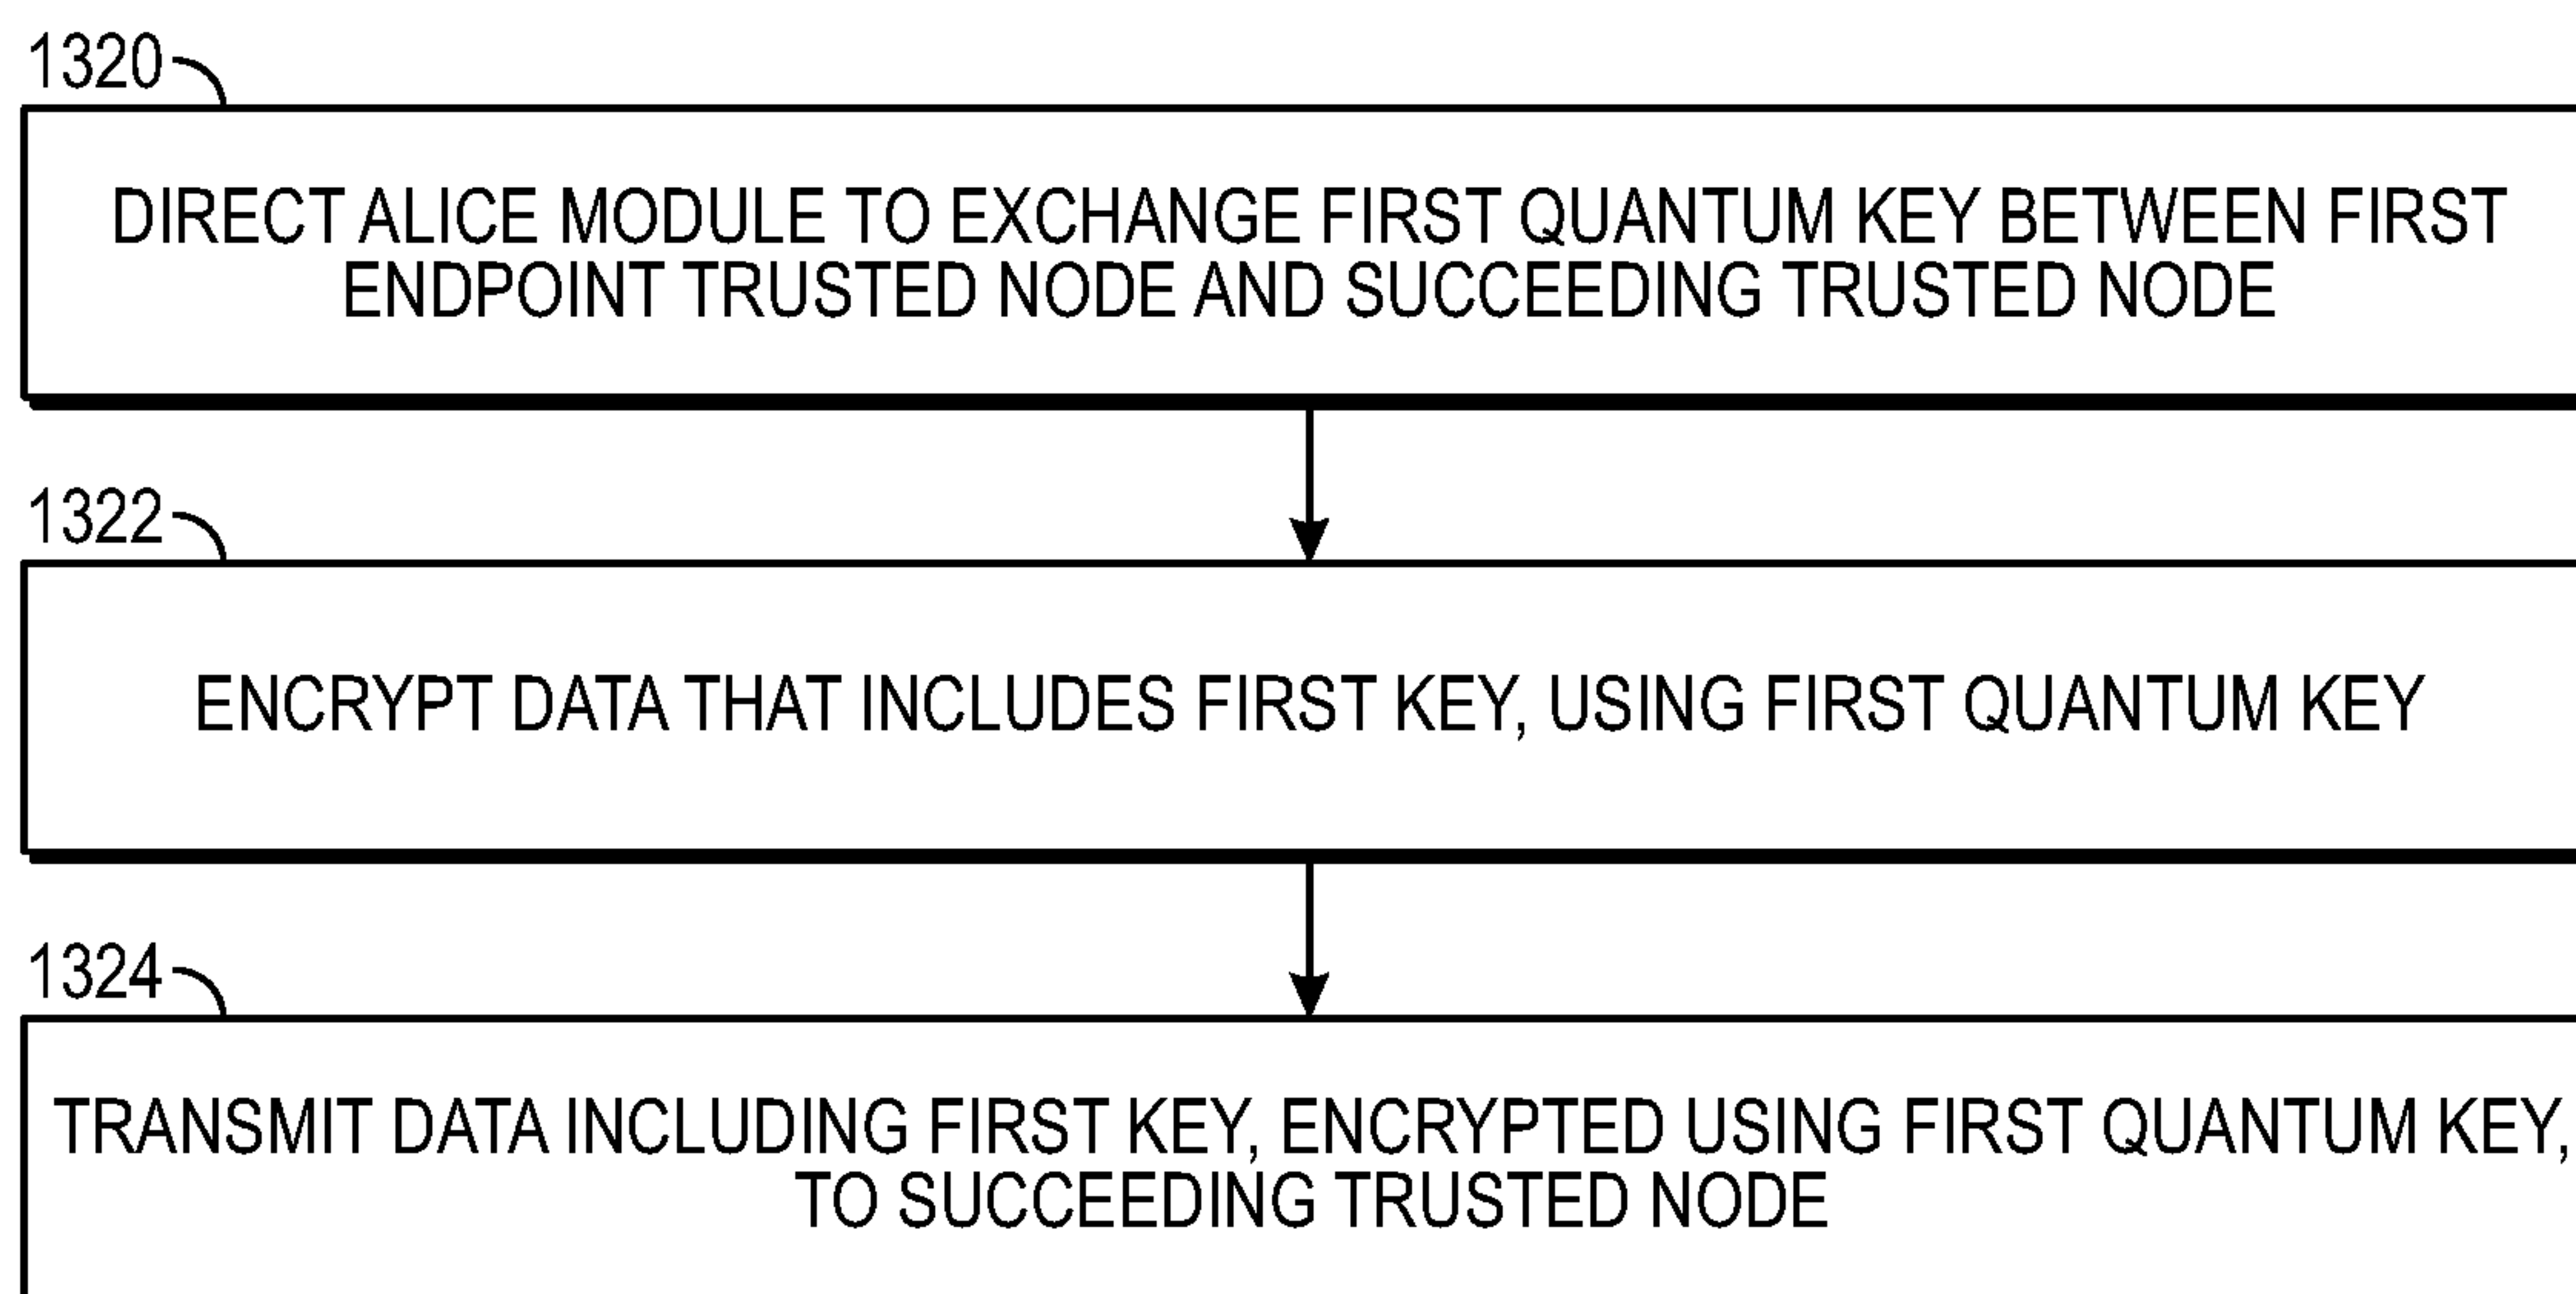 1320
DIRECT ALICE MODULE TO EXCHANGE FIRST QUANTUM KEY BETWEEN FIRST
ENDPOINT TRUSTED NODE AND SUCCEEDING TRUSTED NODE
1322
ENCRYPT DATA THAT INCLUDES FIRST KEY, USING FIRST QUANTUM KEY
1324
TRANSMIT DATA INCLUDING FIRST KEY, ENCRYPTED USING FIRST QUANTUM KEY,
TO SUCCEEDING TRUSTED NODE